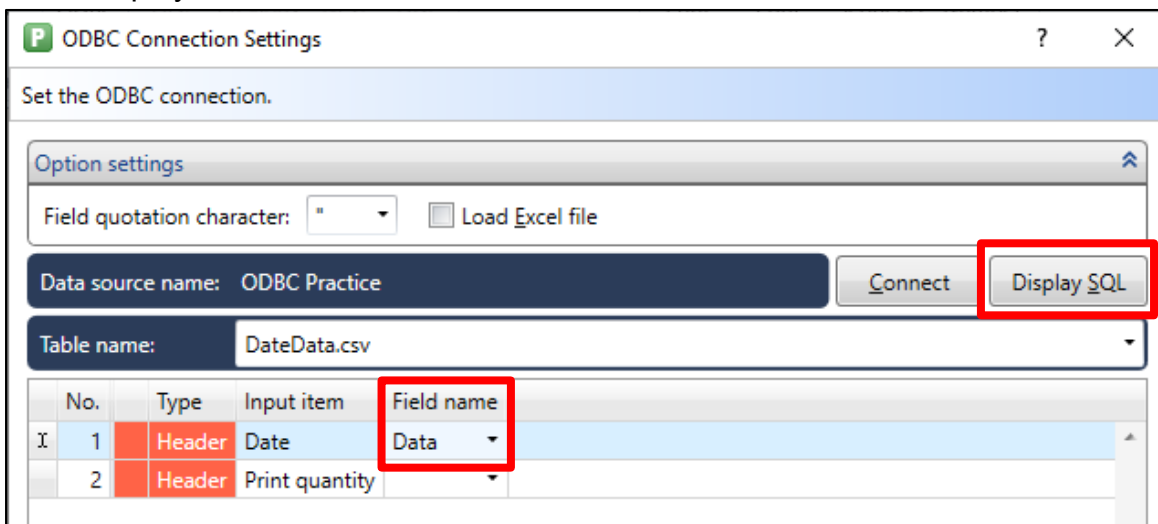 P ODBC Connection Settings ? ×
Set the ODBC connection.
Option settings
Field quotation character: " Load Excel file
Data source name: ODBC Practice Connect Display SQL
Table name: DateData.csv
No. Type Input item Field name
1 Header Date Data
2 Header Print quantity